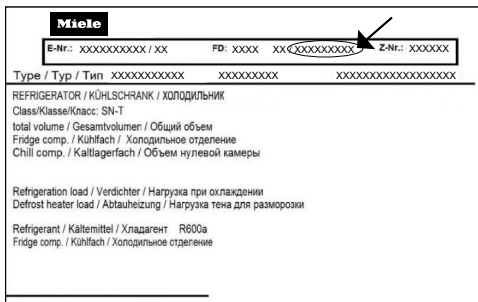 Miele
E-Nr.: XXXXXXXXXX / XX FD: XXXX XX XXXXXXXXX Z-Nr.: XXXXXX
Type / Typ / Тип XXXXXXXXXXX XXXXXXXXX XXXXXXXXXXXXXXXXXX
REFRIGERATOR / KÜHLSCHRANK / ХОЛОДИЛЬНИК
Class/Klasse/Класс: SN-T
total volume / Gesamtvolumen / Общий объем
Fridge comp. / Kühlfach / Холодильное отделение
Chill comp. / Kaltlagerfach / Объем нулевой камеры
Refrigeration load / Verdichter / Нагрузка при охлаждении
Defrost heater load / Abtauheizung / Нагрузка тена для разморозки
Refrigerant / Kältemittel / Хладагент R600a
Fridge comp. / Kühlfach / Холодильное отделение